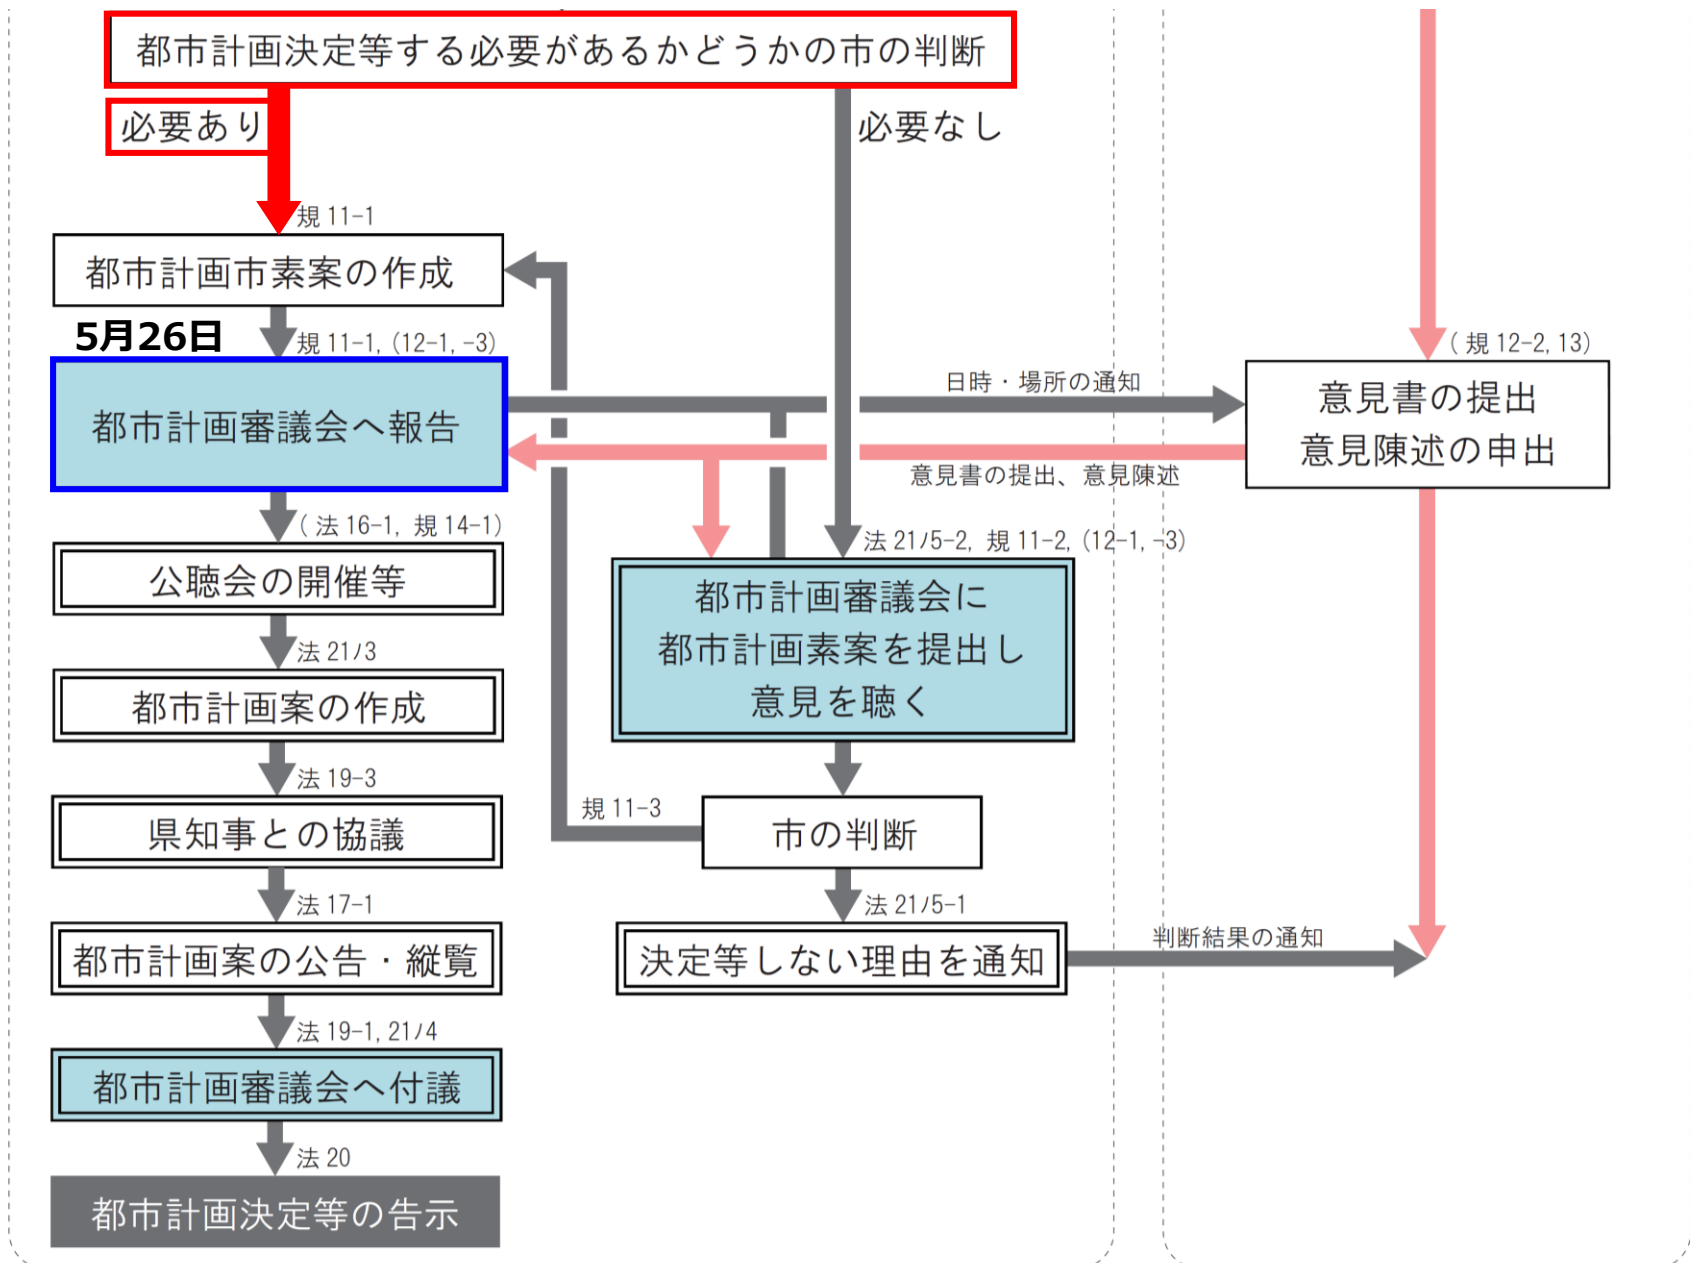 都市計画決定等する必要があるかどうかの市の判断
必要あり
必要なし
規 11-1
都市計画市素案の作成
5月26日
規 11-1, (12-1, -3)
都市計画審議会へ報告
日時・場所の通知
(規 12-2, 13)
意見書の提出
意見陳述の申出
意見書の提出、意見陳述
(法 16-1, 規 14-1)
公聴会の開催等
法 21ﾉ5-2, 規 11-2, (12-1, -3)
都市計画審議会に
都市計画素案を提出し
意見を聴く
法 21ﾉ3
都市計画案の作成
法 19-3
県知事との協議
規 11-3
市の判断
法 17-1
都市計画案の公告・縦覧
法 21ﾉ5-1
決定等しない理由を通知
判断結果の通知
法 19-1, 21ﾉ4
都市計画審議会へ付議
法 20
都市計画決定等の告示